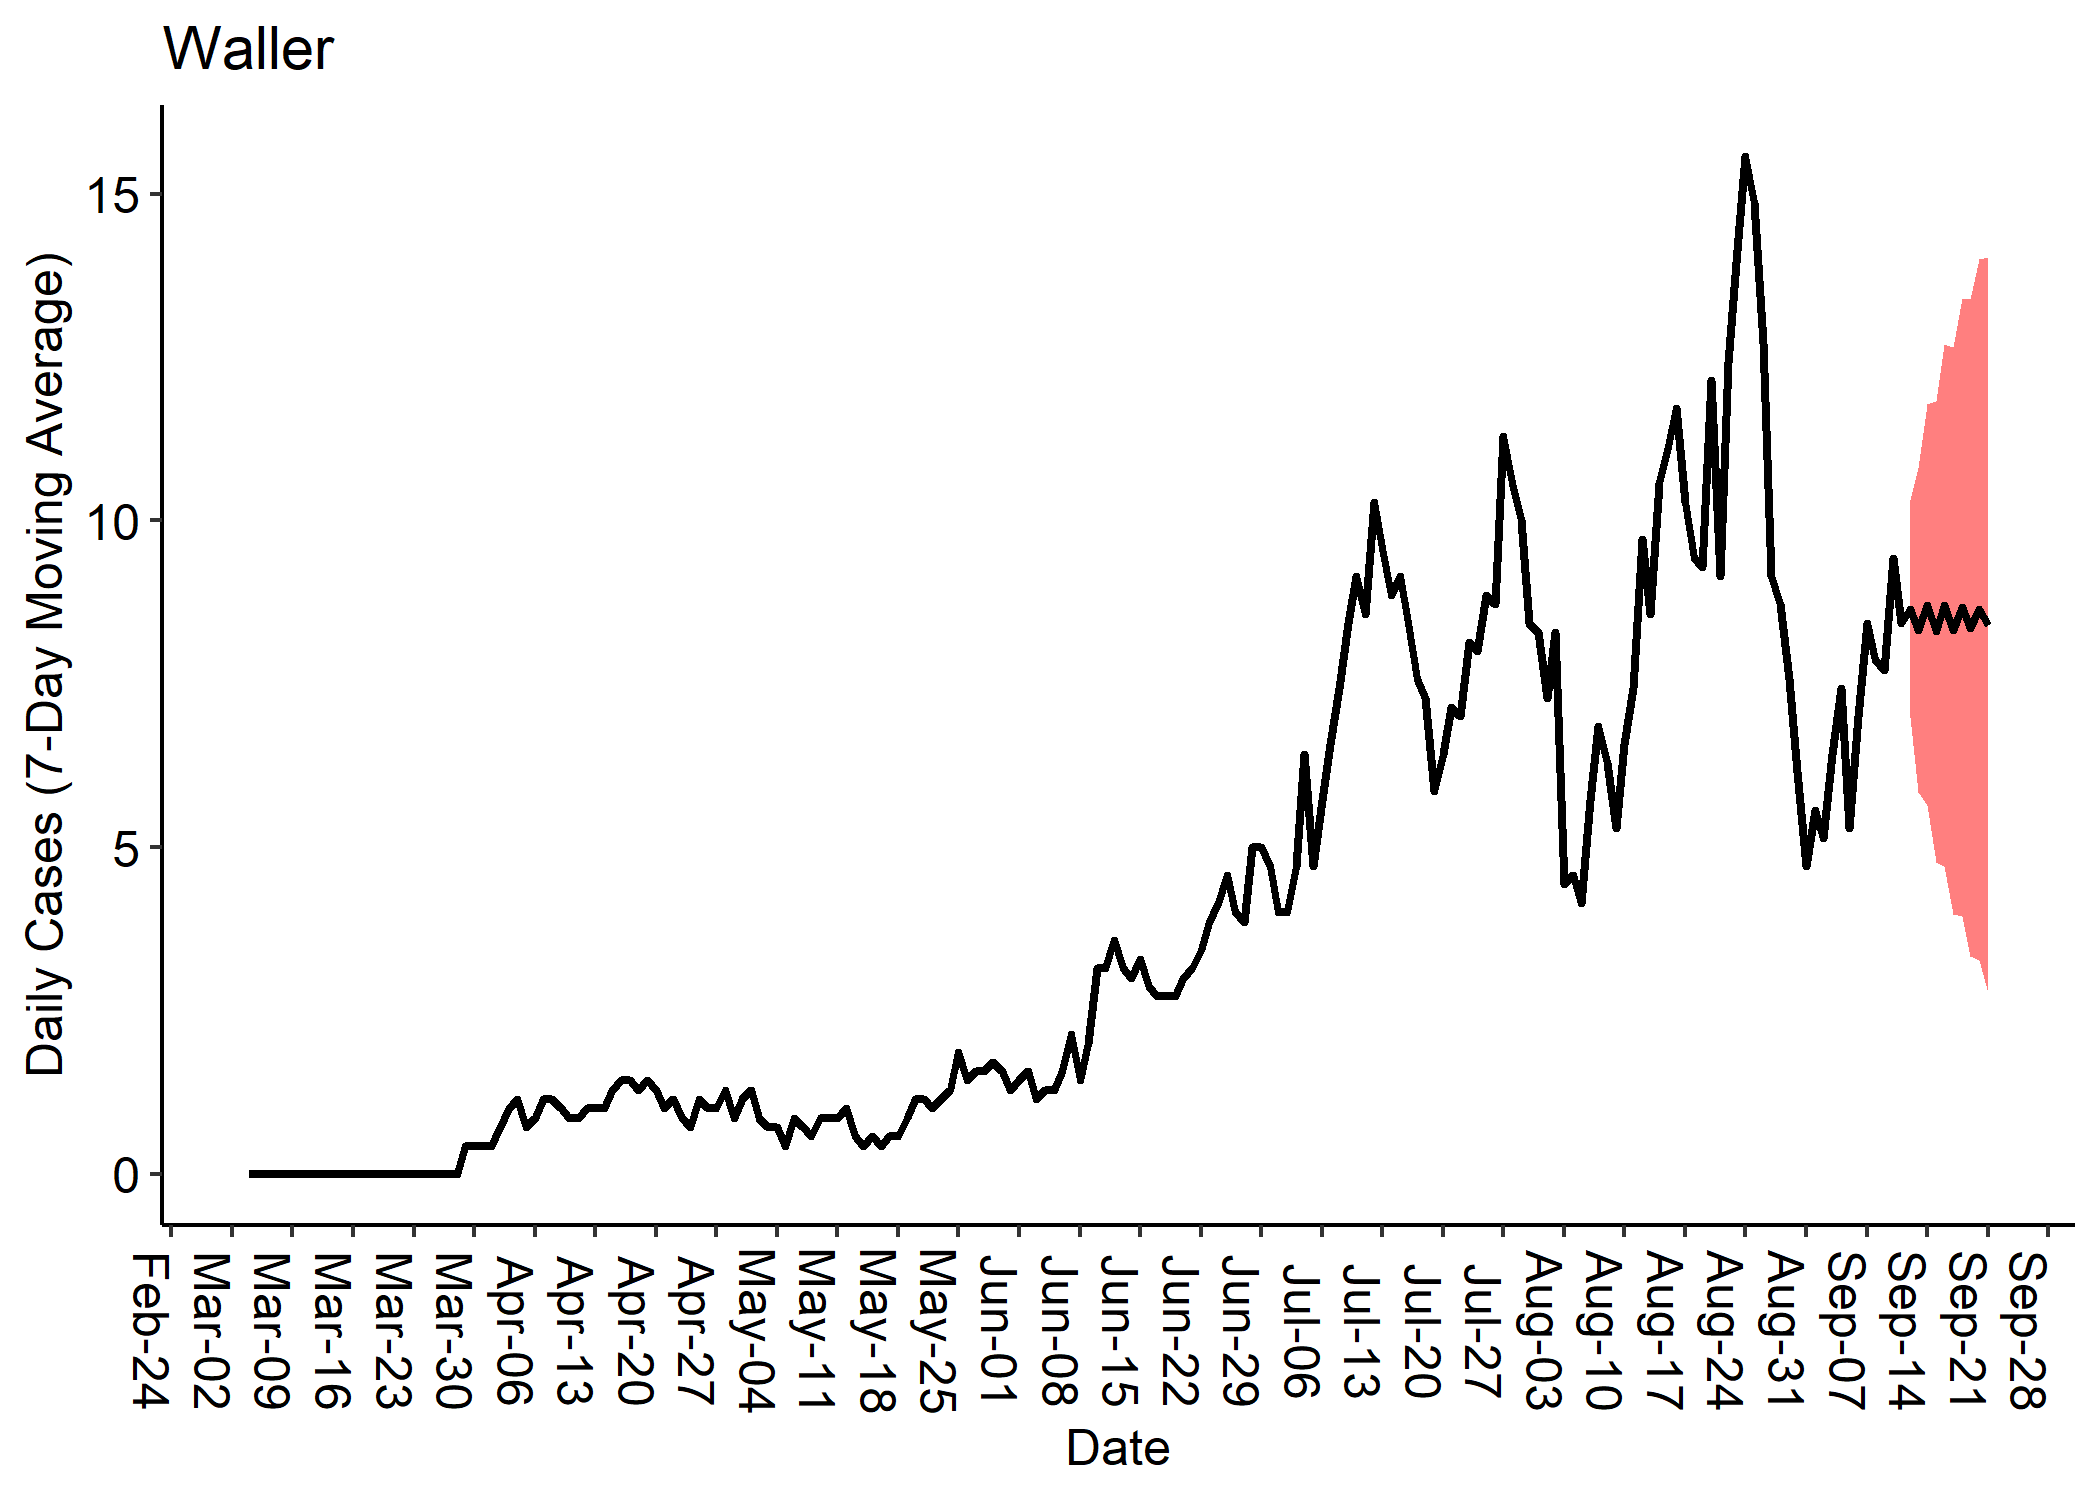 Waller
Daily Cases (7-Day Moving Average)
15
10
5
0
Feb-24
Mar-02
Mar-09
Mar-16
Mar-23
Mar-30
Apr-06
Apr-13
Apr-20
Apr-27
May-04
May-11
May-18
May-25
Jun-01
Jun-08
Jun-15
Jun-22
Jun-29
Jul-06
Jul-13
Jul-20
Jul-27
Aug-03
Aug-10
Aug-17
Aug-24
Aug-31
Sep-07
Sep-14
Sep-21
Sep-28
Date